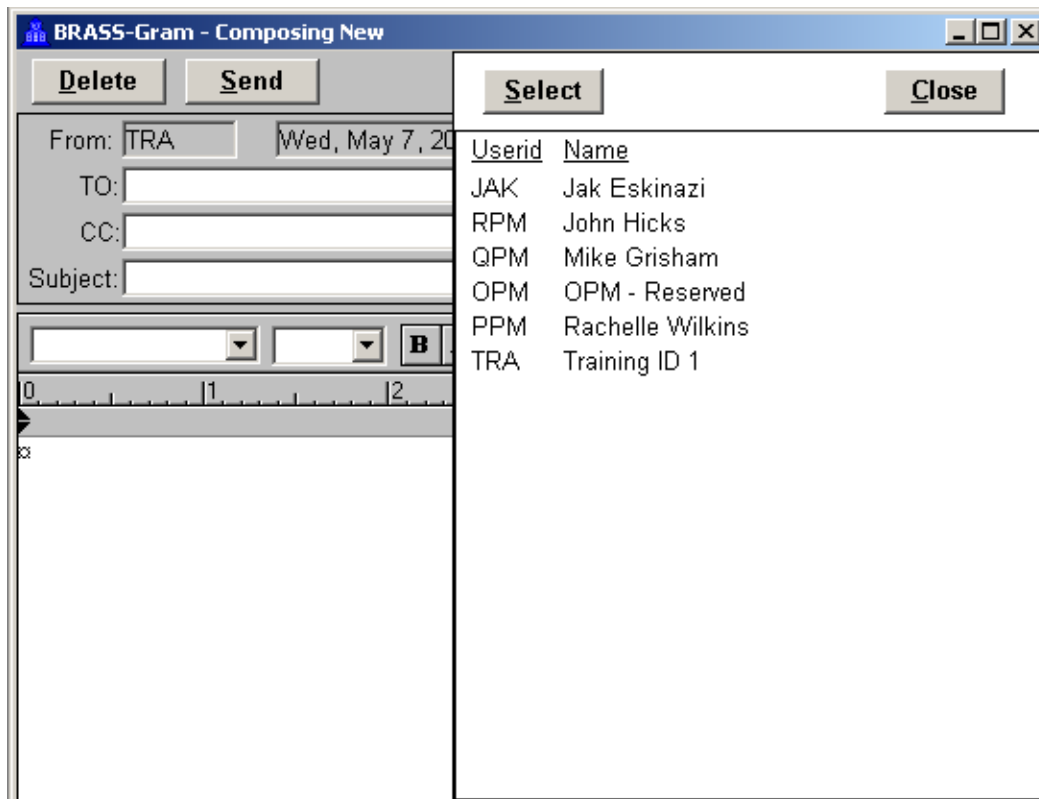 BRASS-Gram - Composing New
Delete Send
Select Close
From: TRA Wed, May 7, 20
TO:
CC:
Subject:
Userid Name
JAK Jak Eskinazi
RPM John Hicks
QPM Mike Grisham
OPM OPM - Reserved
PPM Rachelle Wilkins
TRA Training ID 1
B
0 1 2
¤